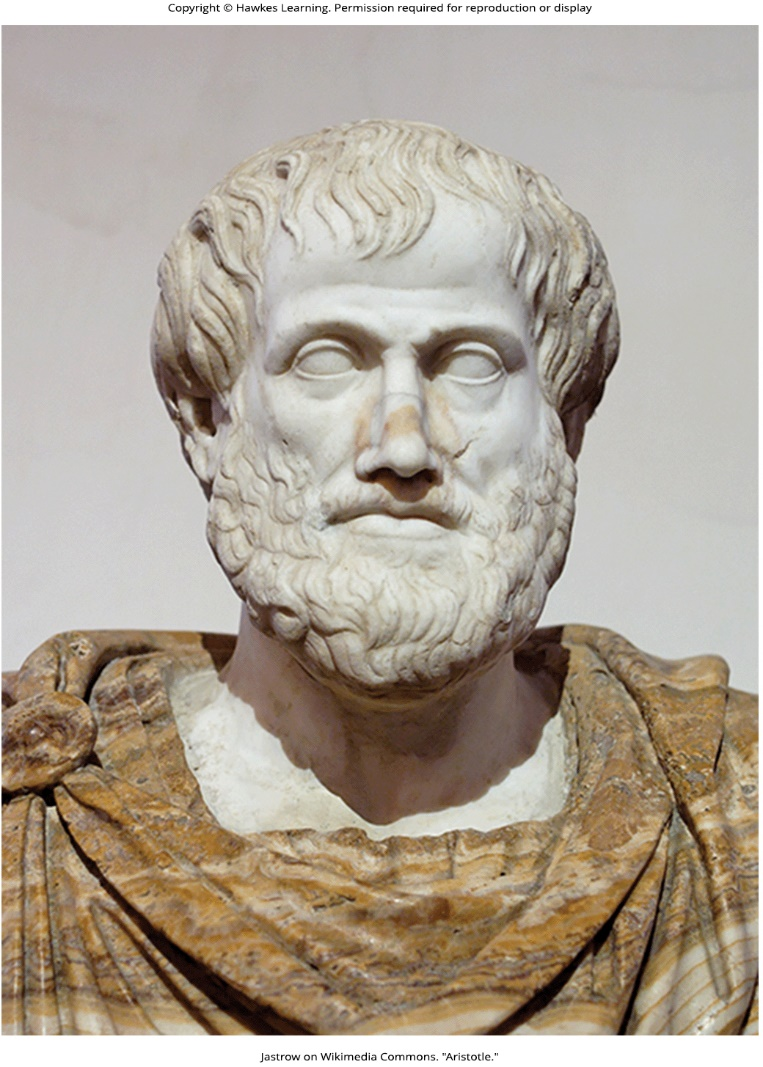 Copyright © Hawkes Learning. Permission required for reproduction or display
Jastrow on Wikimedia Commons. "Aristotle."